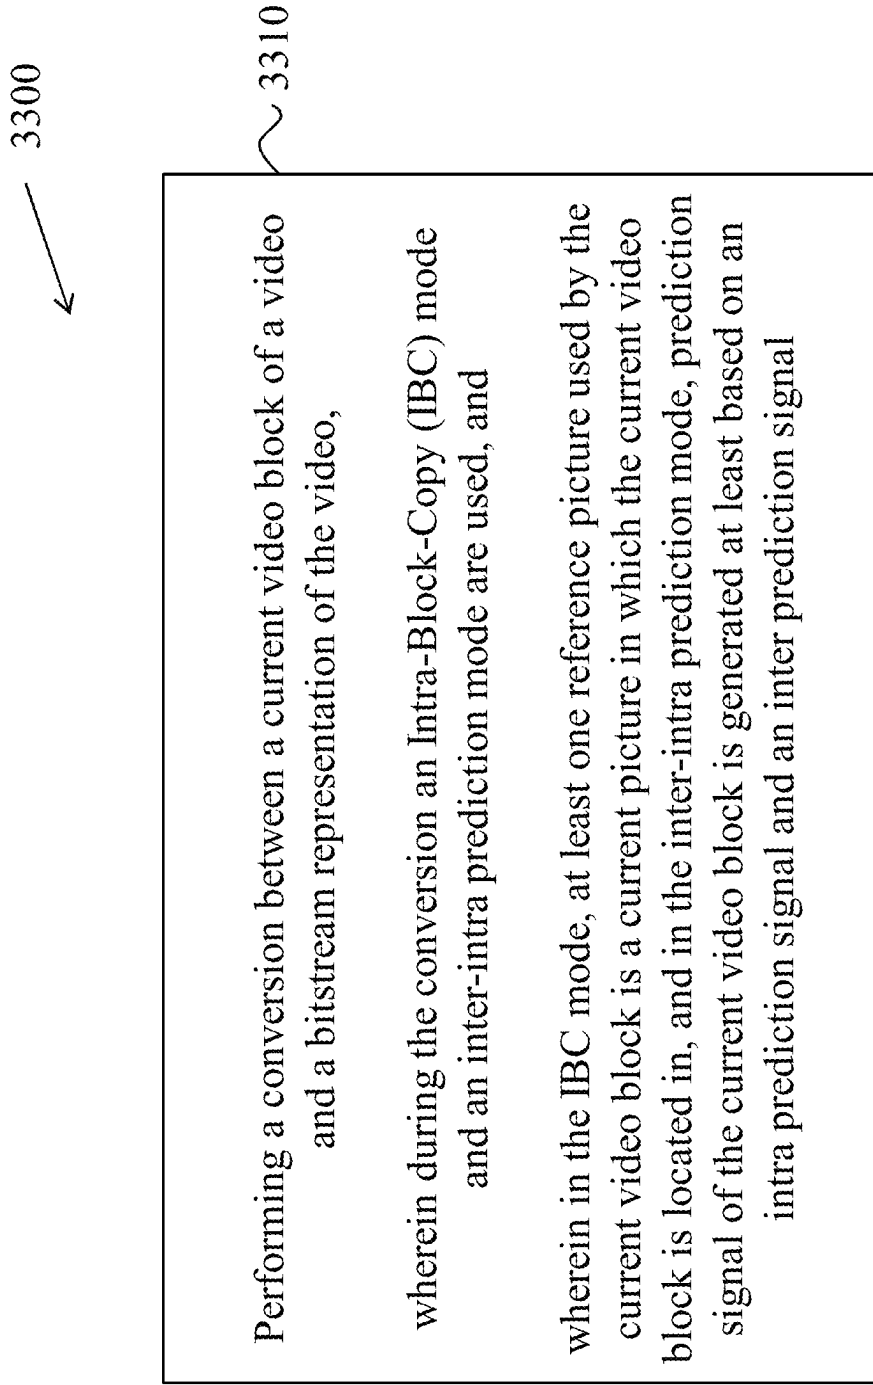 3300
3310
Performing a conversion between a current video block of a video
and a bitstream representation of the video,
wherein during the conversion an Intra-Block-Copy (IBC) mode
and an inter-intra prediction mode are used, and
wherein in the IBC mode, at least one reference picture used by the
current video block is a current picture in which the current video
block is located in, and in the inter-intra prediction mode, prediction
signal of the current video block is generated at least based on an
intra prediction signal and an inter prediction signal